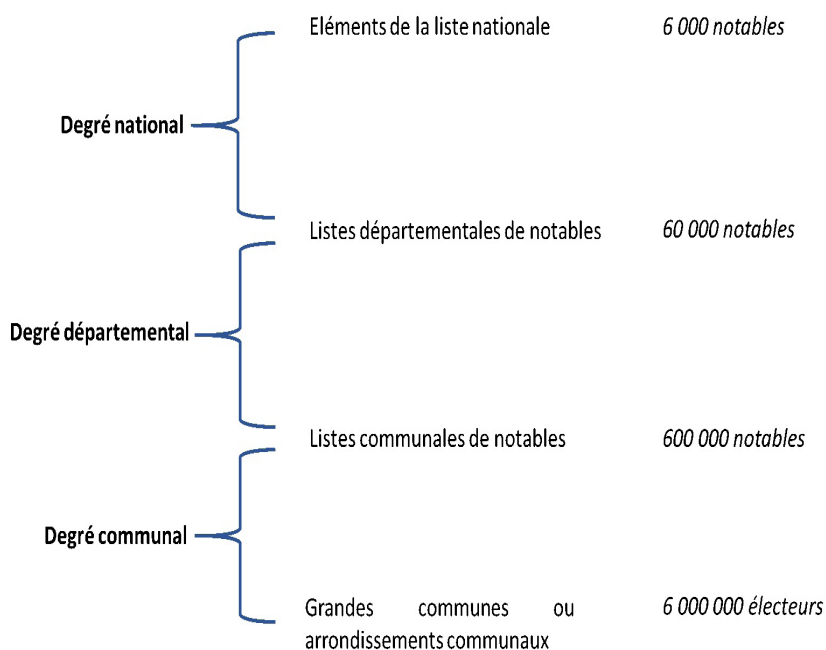 Eléments de la liste nationale 6 000 notables
Degré national
Listes départementales de notables 60 000 notables
Degré départemental
Listes communales de notables 600 000 notables
Degré communal
Grandes communes ou 6 000 000 électeurs
arrondissements communaux